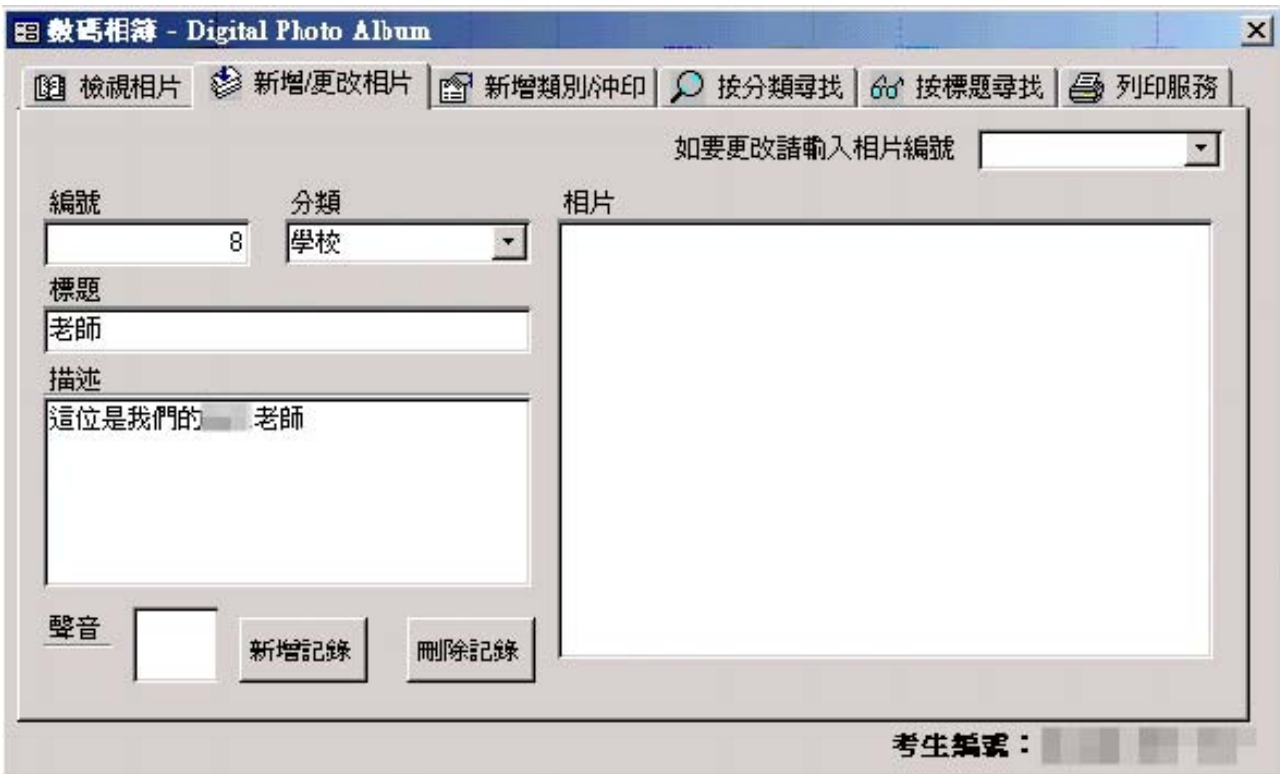 數碼相簿 - Digital Photo Album
檢視相片 新增/更改相片 新增類別/沖印 按分類尋找 按標題尋找 列印服務
如要更改請輸入相片編號
編號 分類 相片
8 學校
標題
老師
描述
這位是我們的 老師
聲音 新增記錄 刪除記錄
考生編號：